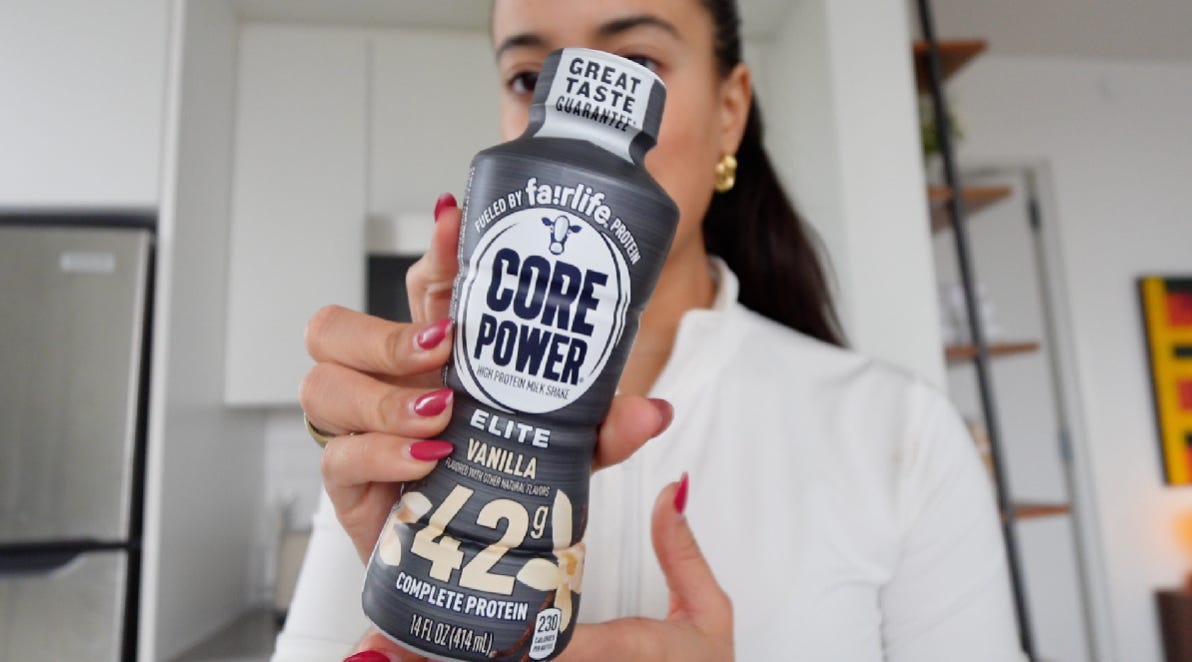 GREAT
TASTE
GUARANTEE*
FUELED BY fa!rlife. PROTEIN
CORE
POWER®
HIGH PROTEIN MILK SHAKE
ELITE
VANILLA
FLAVORED WITH OTHER NATURAL FLAVORS
42g
COMPLETE PROTEIN
14 FL OZ (414 mL)
230
CALORIES
PER BOTTLE